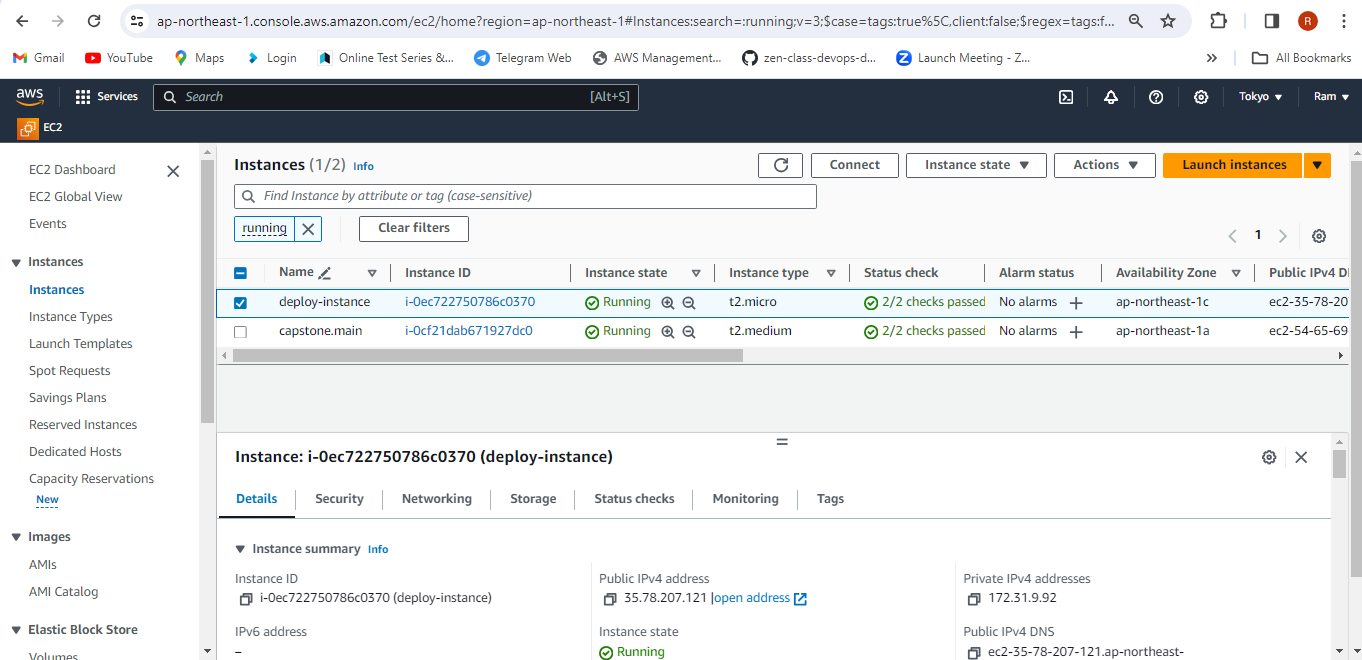 ap-northeast-1.console.aws.amazon.com/ec2/home?region=ap-northeast-1#Instances:search=:running;v=3;$case=tags:true%5C,client:false;$regex=tags:f...
R
Gmail YouTube Maps Login Online Test Series &... Telegram Web AWS Management... zen-class-devops-d... Launch Meeting - Z... » All Bookmarks
aws Services Search [Alt+S] Tokyo ▼ Ram ▼
EC2
EC2 Dashboard
EC2 Global View
Events
Instances
Instances
Instance Types
Launch Templates
Spot Requests
Savings Plans
Reserved Instances
Dedicated Hosts
Capacity Reservations
New
Images
AMIs
AMI Catalog
Elastic Block Store
Volumes
Instances (1/2) Info
Connect Instance state ▼ Actions ▼ Launch instances ▼
Find Instance by attribute or tag (case-sensitive)
running Clear filters
1
Name Instance ID Instance state Instance type Status check Alarm status Availability Zone Public IPv4 D
deploy-instance i-0ec722750786c0370 Running t2.micro 2/2 checks passed No alarms + ap-northeast-1c ec2-35-78-20
capstone.main i-0cf21dab671927dc0 Running t2.medium 2/2 checks passed No alarms + ap-northeast-1a ec2-54-65-69
Instance: i-0ec722750786c0370 (deploy-instance)
Details Security Networking Storage Status checks Monitoring Tags
Instance summary Info
Instance ID
i-0ec722750786c0370 (deploy-instance)
IPv6 address
–
Public IPv4 address
35.78.207.121 |open address
Instance state
Running
Private IPv4 addresses
172.31.9.92
Public IPv4 DNS
ec2-35-78-207-121.ap-northeast-